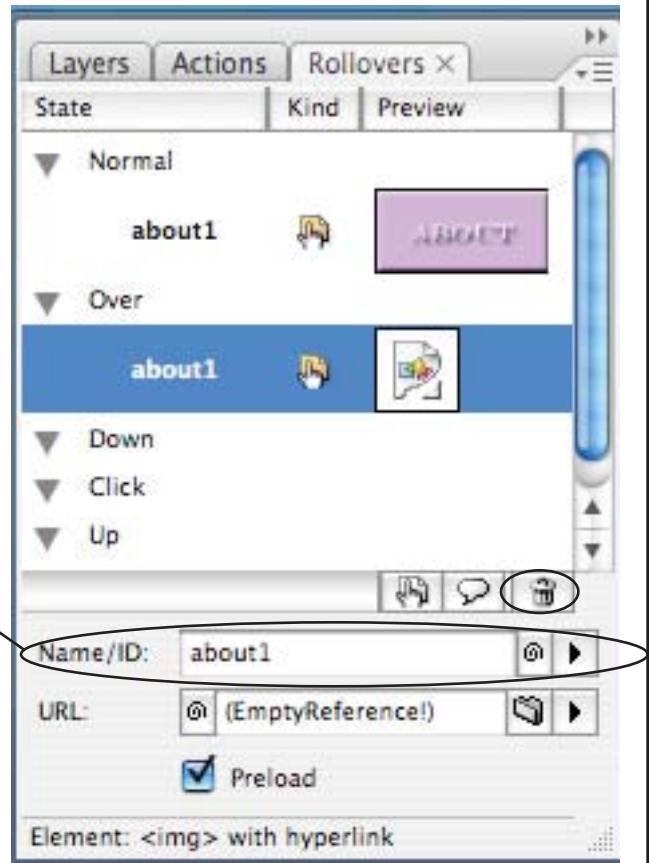 Layers Actions Rollovers ×
State Kind Preview
Normal
about1 ABOUT
Over
about1
Down
Click
Up
Name/ID: about1
URL: (EmptyReference!)
Preload
Element: <img> with hyperlink